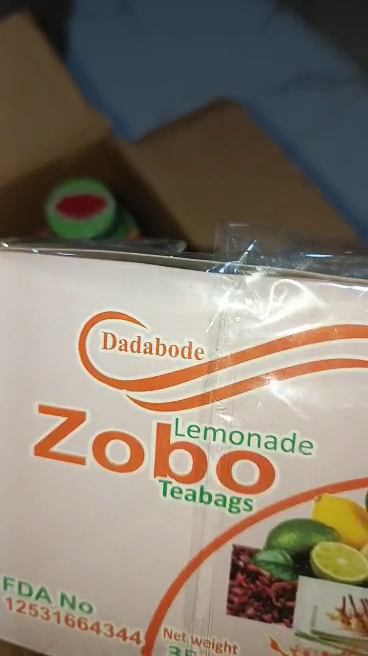 Dadabode
Lemonade
Zobo
Teabags
FDA No
12531664344
Net weight